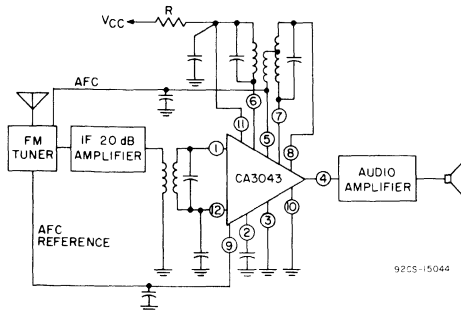 VCC
R
AFC
FM
TUNER
IF 20 dB
AMPLIFIER
1
12
11
6
5
7
8
CA3043
9
2
3
10
4
AUDIO
AMPLIFIER
AFC
REFERENCE
92CS-15044